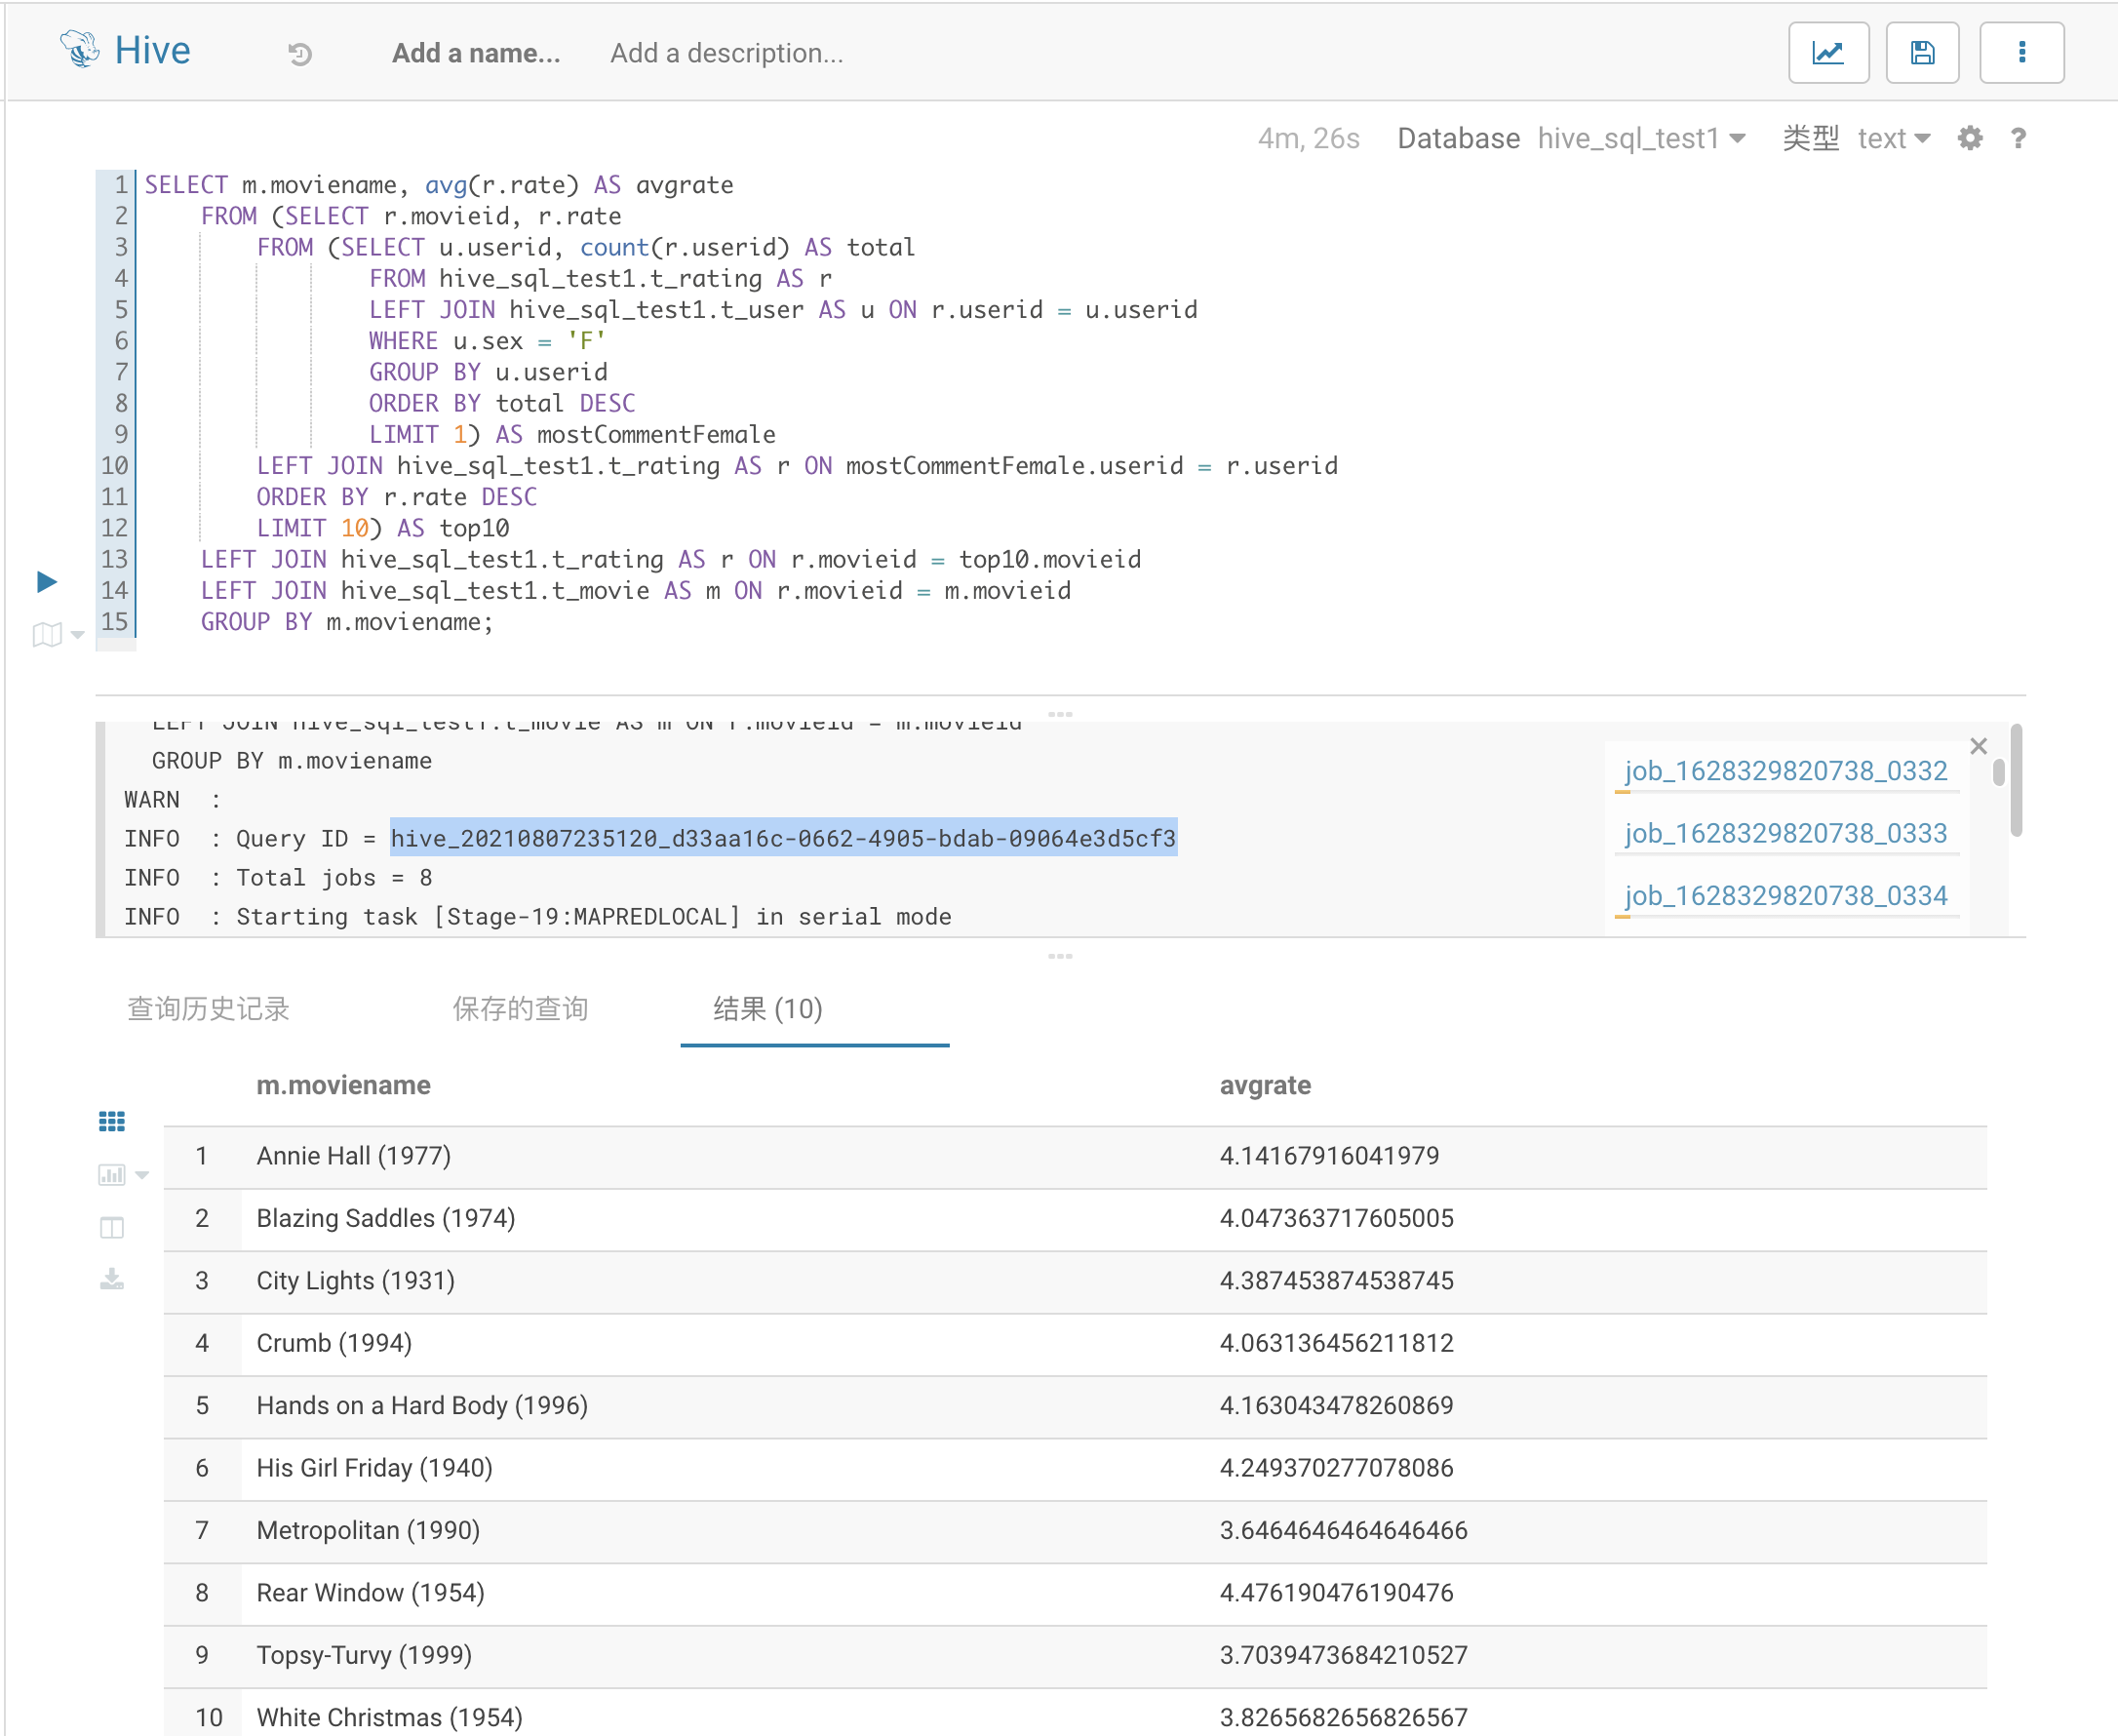 Hive Add a name... Add a description...
4m, 26s Database hive_sql_test1 类型 text ?
1 SELECT m.moviename, avg(r.rate) AS avgrate
2 FROM (SELECT r.movieid, r.rate
3 FROM (SELECT u.userid, count(r.userid) AS total
4 FROM hive_sql_test1.t_rating AS r
5 LEFT JOIN hive_sql_test1.t_user AS u ON r.userid = u.userid
6 WHERE u.sex = 'F'
7 GROUP BY u.userid
8 ORDER BY total DESC
9 LIMIT 1) AS mostCommentFemale
10 LEFT JOIN hive_sql_test1.t_rating AS r ON mostCommentFemale.userid = r.userid
11 ORDER BY r.rate DESC
12 LIMIT 10) AS top10
13 LEFT JOIN hive_sql_test1.t_rating AS r ON r.movieid = top10.movieid
14 LEFT JOIN hive_sql_test1.t_movie AS m ON r.movieid = m.movieid
15 GROUP BY m.moviename;
LEFT JOIN hive_sql_test1.t_movie AS m ON r.movieid = m.movieid
GROUP BY m.moviename
WARN :
INFO : Query ID = hive_20210807235120_d33aa16c-0662-4905-bdab-09064e3d5cf3
INFO : Total jobs = 8
INFO : Starting task [Stage-19:MAPREDLOCAL] in serial mode
job_1628329820738_0332
job_1628329820738_0333
job_1628329820738_0334
查询历史记录 保存的查询 结果 (10)
m.moviename avgrate
1 Annie Hall (1977) 4.14167916041979
2 Blazing Saddles (1974) 4.047363717605005
3 City Lights (1931) 4.387453874538745
4 Crumb (1994) 4.063136456211812
5 Hands on a Hard Body (1996) 4.163043478260869
6 His Girl Friday (1940) 4.249370277078086
7 Metropolitan (1990) 3.6464646464646466
8 Rear Window (1954) 4.476190476190476
9 Topsy-Turvy (1999) 3.7039473684210527
10 White Christmas (1954) 3.8265682656826567